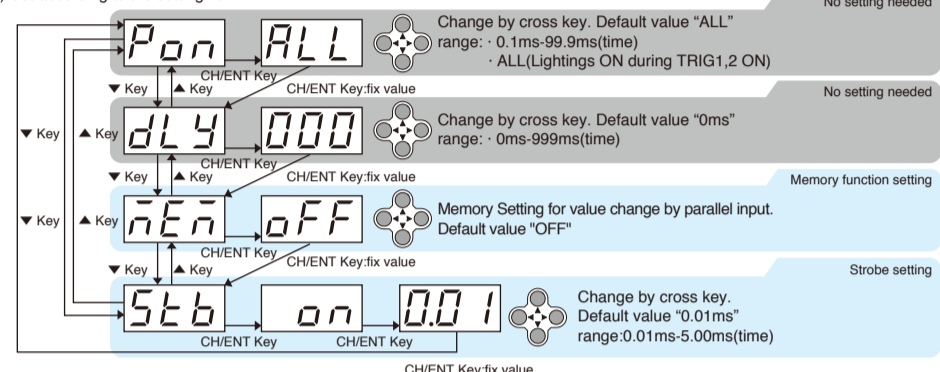 No setting needed
Pon ALL
Change by cross key. Default value “ALL”
range: · 0.1ms-99.9ms(time)
· ALL(Lightings ON during TRIG1,2 ON)
CH/ENT Key
▼ Key ▲ Key CH/ENT Key:fix value
No setting needed
▼ Key ▲ Key
dLY 000
Change by cross key. Default value “0ms”
range: · 0ms-999ms(time)
CH/ENT Key
▼ Key ▲ Key CH/ENT Key:fix value
Memory function setting
▼ Key ▲ Key
n̄En̄ oFF
Memory Setting for value change by parallel input.
Default value "OFF"
CH/ENT Key
▼ Key ▲ Key CH/ENT Key:fix value
Strobe setting
Stb on 0.01
Change by cross key.
Default value “0.01ms”
range:0.01ms-5.00ms(time)
CH/ENT Key CH/ENT Key
CH/ENT Key:fix value